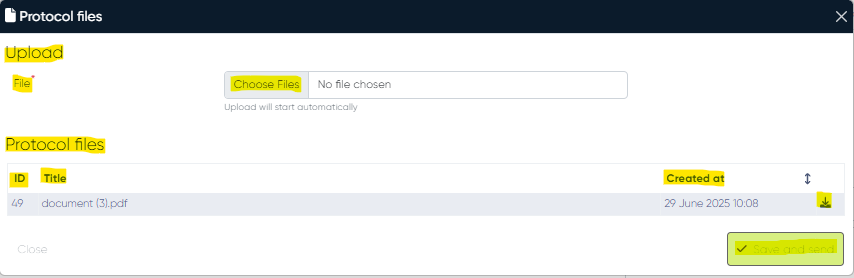 Protocol files
Upload
File*
Choose Files No file chosen
Upload will start automatically
Protocol files
ID Title Created at
49 document (3).pdf 29 June 2025 10:08
Close Save and send